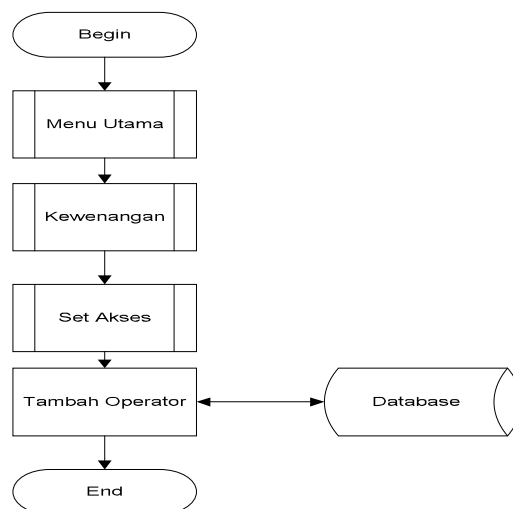 Begin
Menu Utama
Kewenangan
Set Akses
Tambah Operator
Database
End